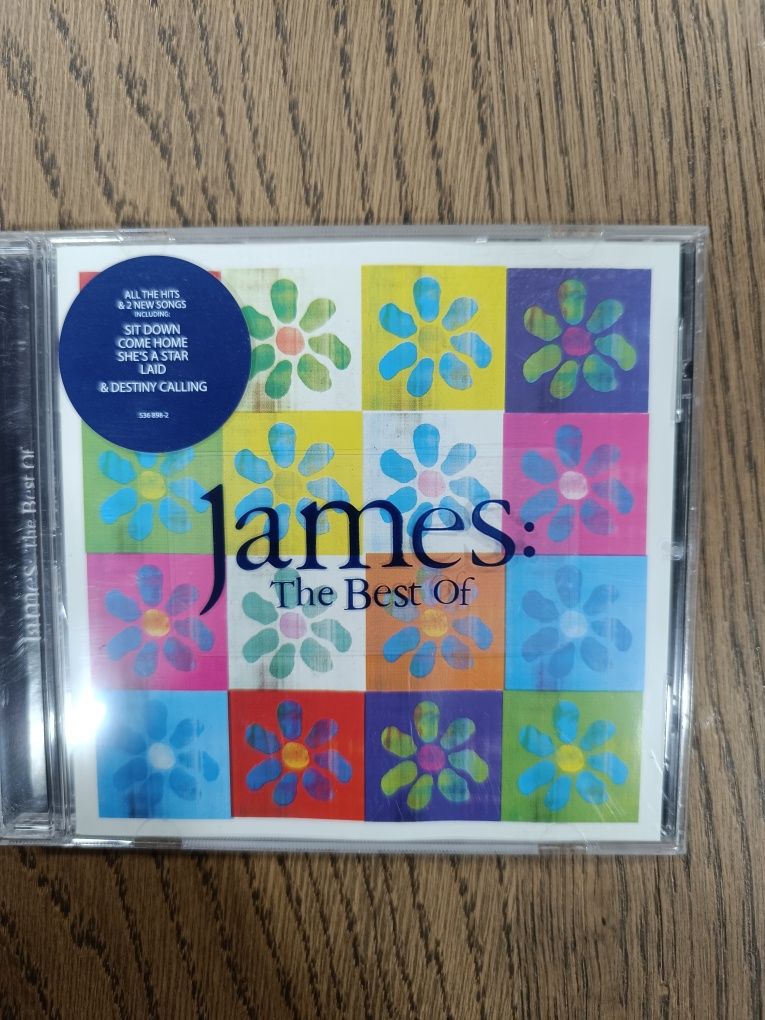 ALL THE HITS
& 2 NEW SONGS
INCLUDING:
SIT DOWN
COME HOME
SHE'S A STAR
LAID
& DESTINY CALLING
536 898-2
James:
The Best Of
James: The Best Of